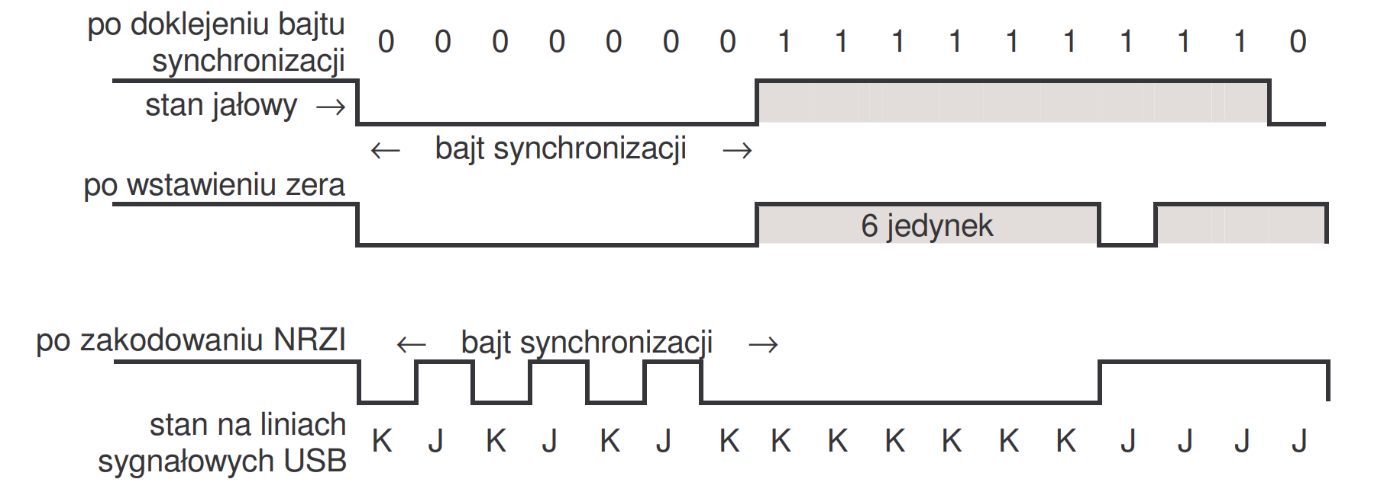 po doklejeniu bajtu
synchronizacji
0 0 0 0 0 0 0 1 1 1 1 1 1 1 1 1 0
stan jałowy →
← bajt synchronizacji →
po wstawieniu zera
6 jedynek
po zakodowaniu NRZI
← bajt synchronizacji →
stan na liniach
sygnałowych USB
K J K J K J K K K K K K K J J J J